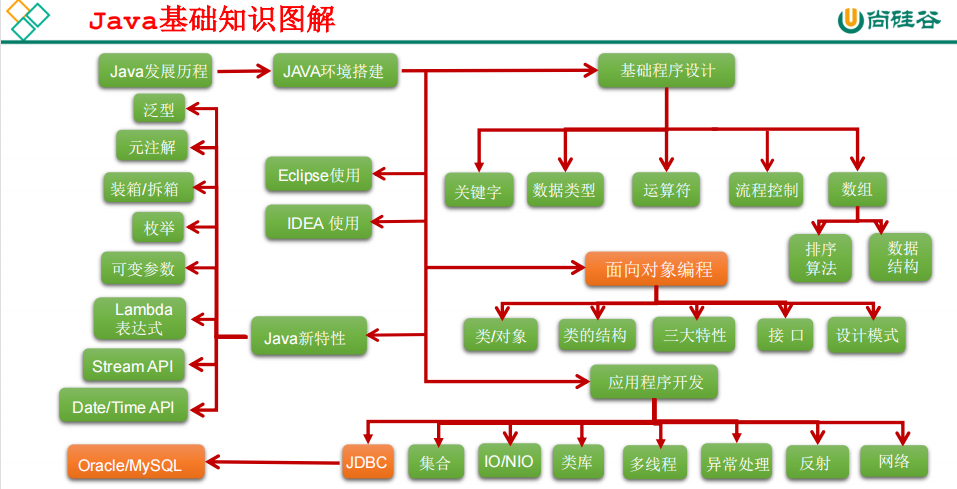 Java基础知识图解
尚硅谷
Java发展历程
JAVA环境搭建
基础程序设计
泛型
元注解
装箱/拆箱
枚举
可变参数
Lambda
表达式
Stream API
Date/Time API
Eclipse使用
IDEA 使用
Java新特性
关键字
数据类型
运算符
流程控制
数组
排序
算法
数据
结构
面向对象编程
类/对象
类的结构
三大特性
接 口
设计模式
应用程序开发
Oracle/MySQL
JDBC
集合
IO/NIO
类库
多线程
异常处理
反射
网络